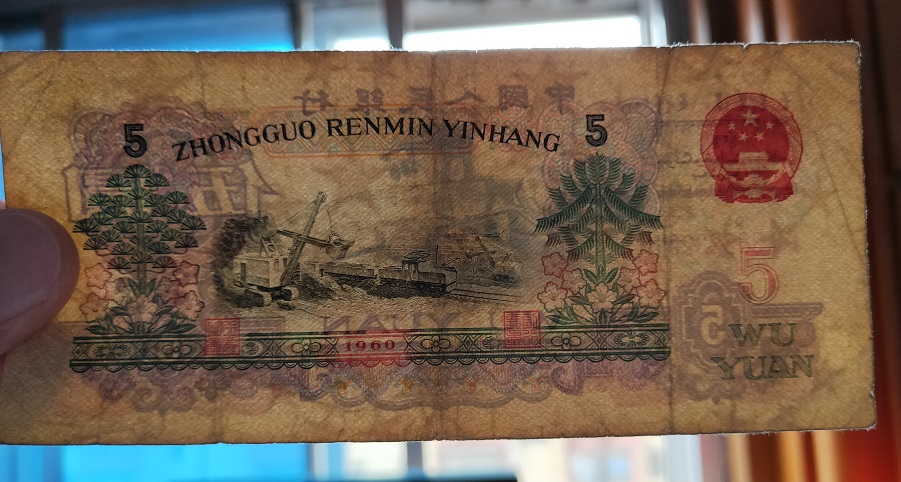 5 ZHONGGUO RENMIN YINHANG 5
1960
5
WU
YUAN